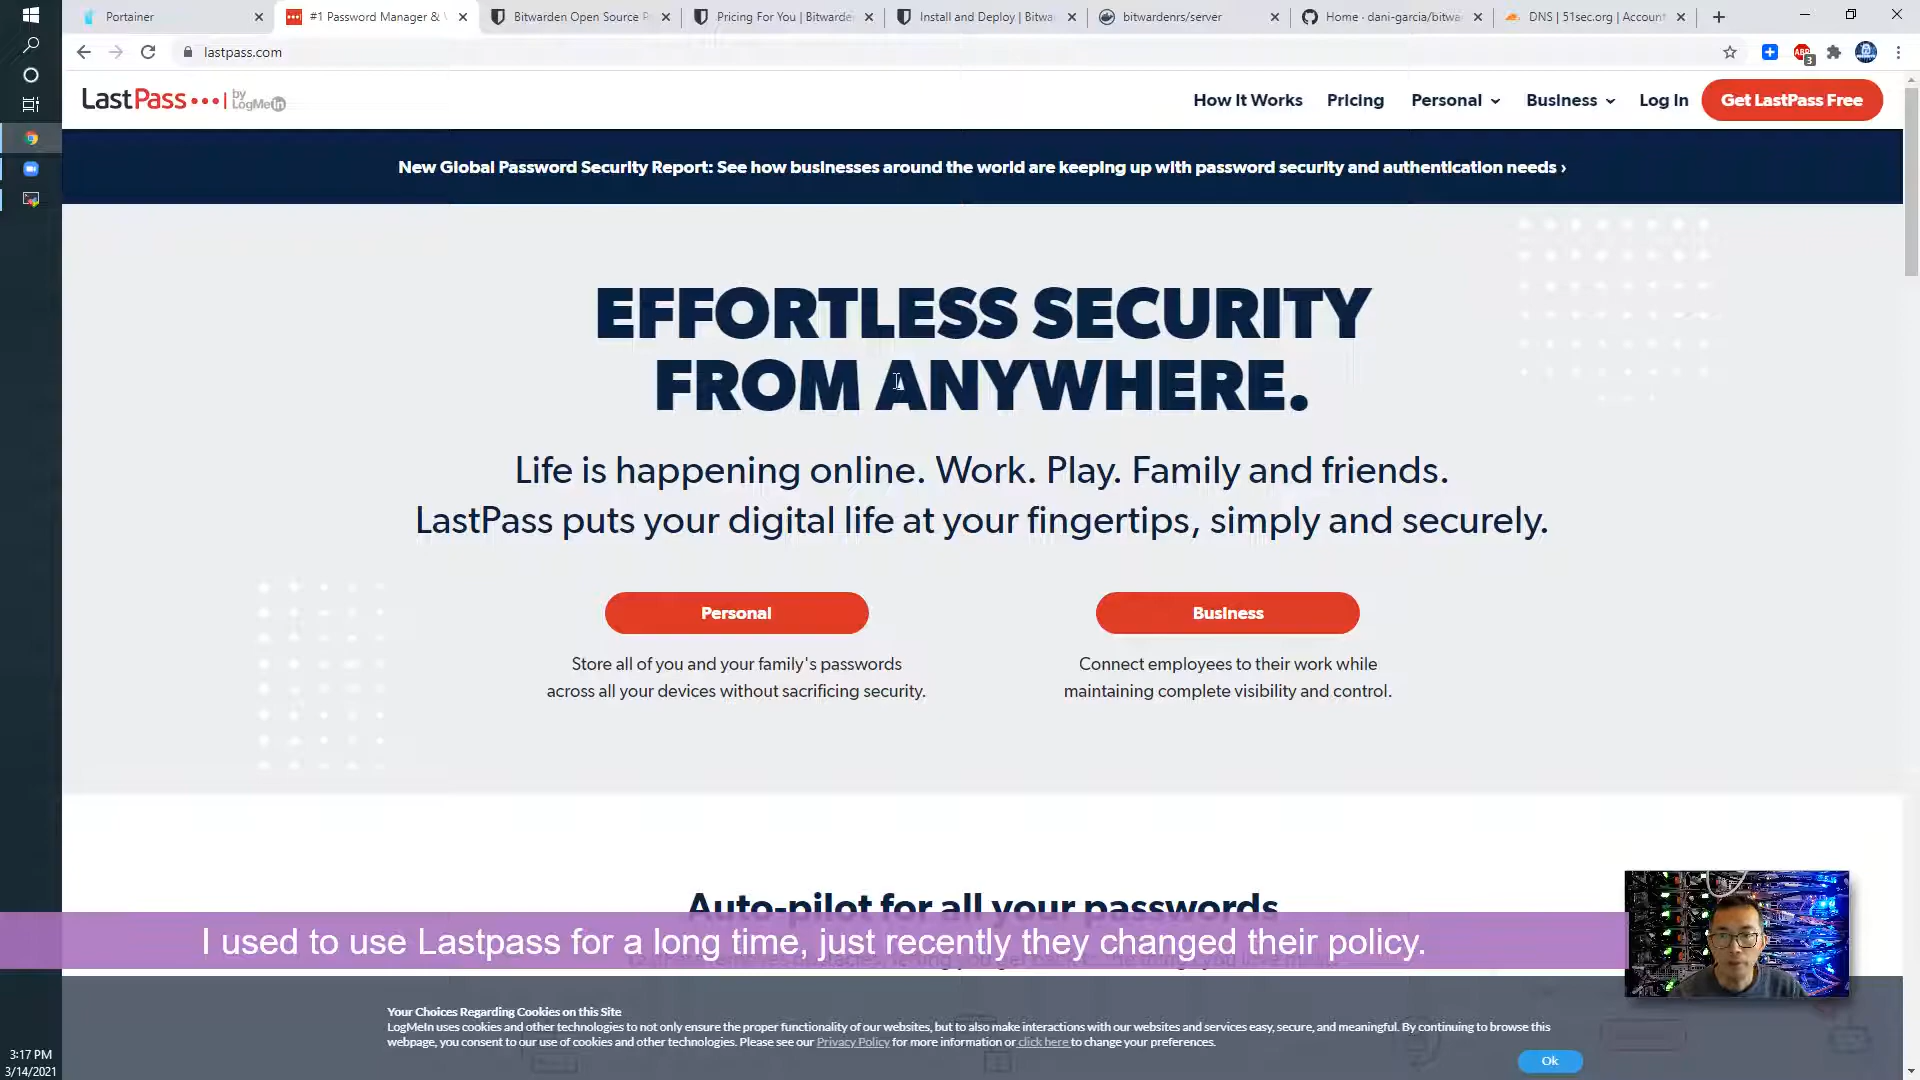 Portainer
#1 Password Manager &
Bitwarden Open Source P
Pricing For You | Bitwarde
Install and Deploy | Bitwa
bitwardenrs/server
Home · dani-garcia/bitwa
DNS | 51sec.org | Account
lastpass.com
ABP
3
LastPass
by
LogMeIn
How It Works
Pricing
Personal
Business
Log In
Get LastPass Free
New Global Password Security Report: See how businesses around the world are keeping up with password security and authentication needs ›
EFFORTLESS SECURITY
FROM ANYWHERE.
Life is happening online. Work. Play. Family and friends.
LastPass puts your digital life at your fingertips, simply and securely.
Personal
Business
Store all of you and your family's passwords
across all your devices without sacrificing security.
Connect employees to their work while
maintaining complete visibility and control.
Auto-pilot for all your passwords
I used to use Lastpass for a long time, just recently they changed their policy.
Your Choices Regarding Cookies on this Site
LogMeIn uses cookies and other technologies to not only ensure the proper functionality of our websites, but to also make interactions with our websites and services easy, secure, and meaningful. By continuing to browse this
webpage, you consent to our use of cookies and other technologies. Please see our Privacy Policy for more information or click here to change your preferences.
Ok
3:17 PM
3/14/2021